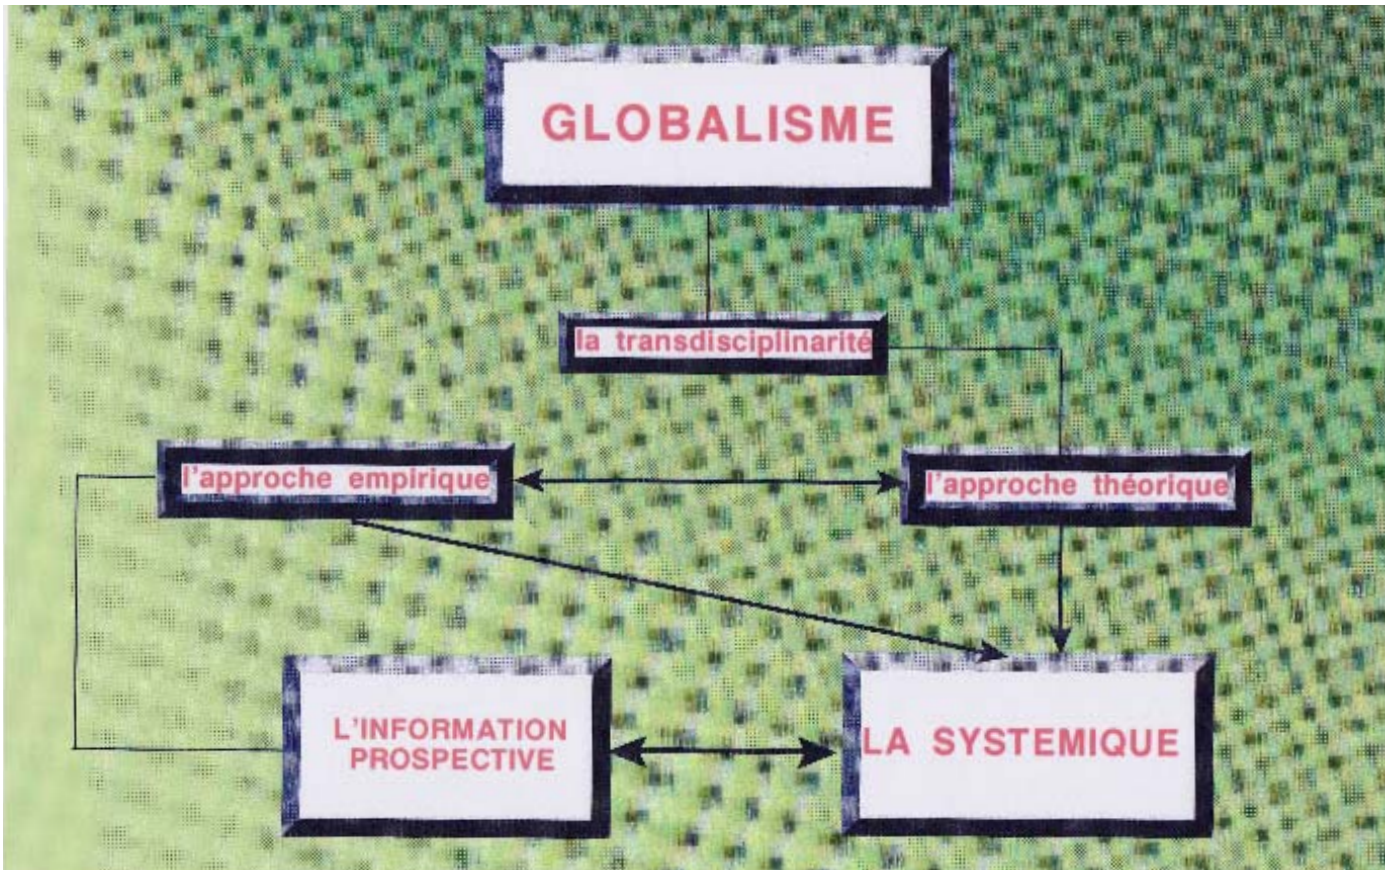 GLOBALISME
la transdisciplinarité
l'approche empirique
l'approche théorique
L'INFORMATION
PROSPECTIVE
LA SYSTEMIQUE